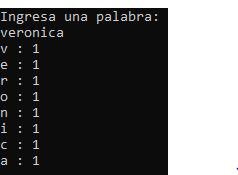 Ingresa una palabra:
veronica
v : 1
e : 1
r : 1
o : 1
n : 1
i : 1
c : 1
a : 1